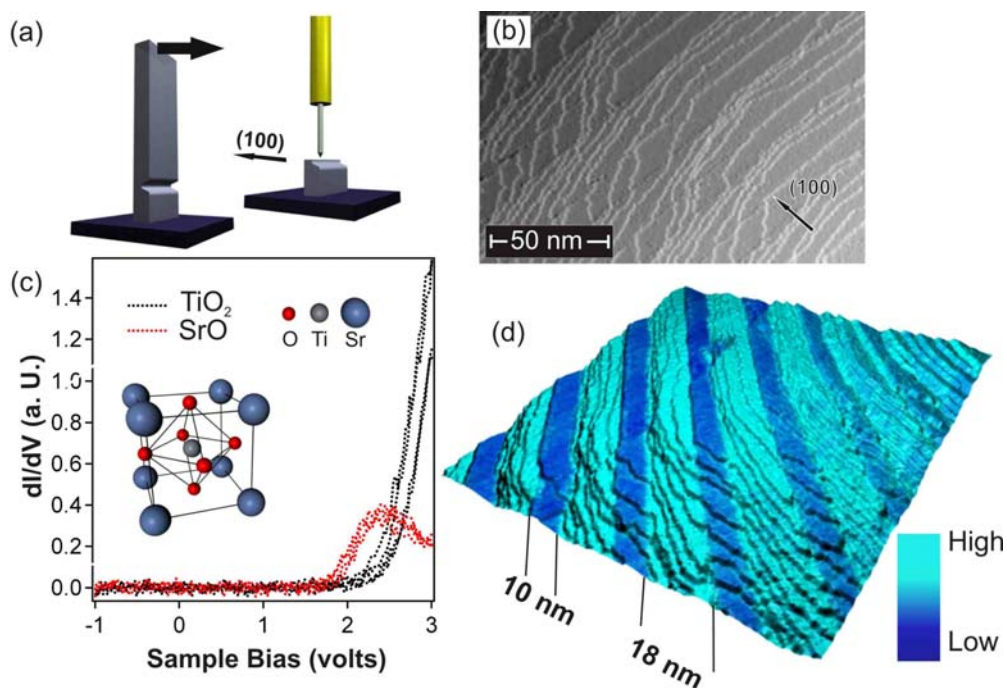 (a)
(100)
(b)
(100)
50 nm
(c)
TiO2
SrO
O Ti Sr
1.4
1.2
1.0
0.8
0.6
0.4
0.2
0.0
-1 0 1 2 3
dI/dV (a. U.)
Sample Bias (volts)
(d)
10 nm
18 nm
High
Low